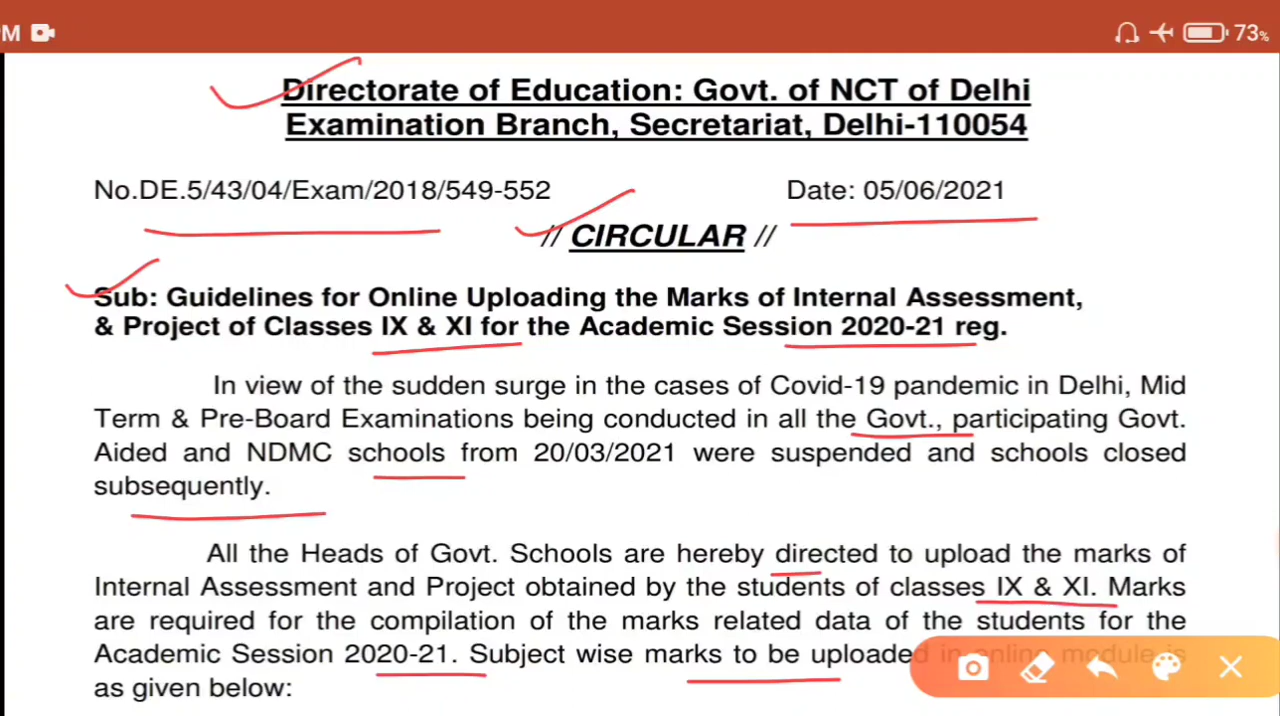 PM 73%
Directorate of Education: Govt. of NCT of Delhi
Examination Branch, Secretariat, Delhi-110054
No.DE.5/43/04/Exam/2018/549-552 Date: 05/06/2021
// CIRCULAR //
Sub: Guidelines for Online Uploading the Marks of Internal Assessment,
& Project of Classes IX & XI for the Academic Session 2020-21 reg.
In view of the sudden surge in the cases of Covid-19 pandemic in Delhi, Mid
Term & Pre-Board Examinations being conducted in all the Govt., participating Govt.
Aided and NDMC schools from 20/03/2021 were suspended and schools closed
subsequently.
All the Heads of Govt. Schools are hereby directed to upload the marks of
Internal Assessment and Project obtained by the students of classes IX & XI. Marks
are required for the compilation of the marks related data of the students for the
Academic Session 2020-21. Subject wise marks to be uploaded in online module is
as given below: